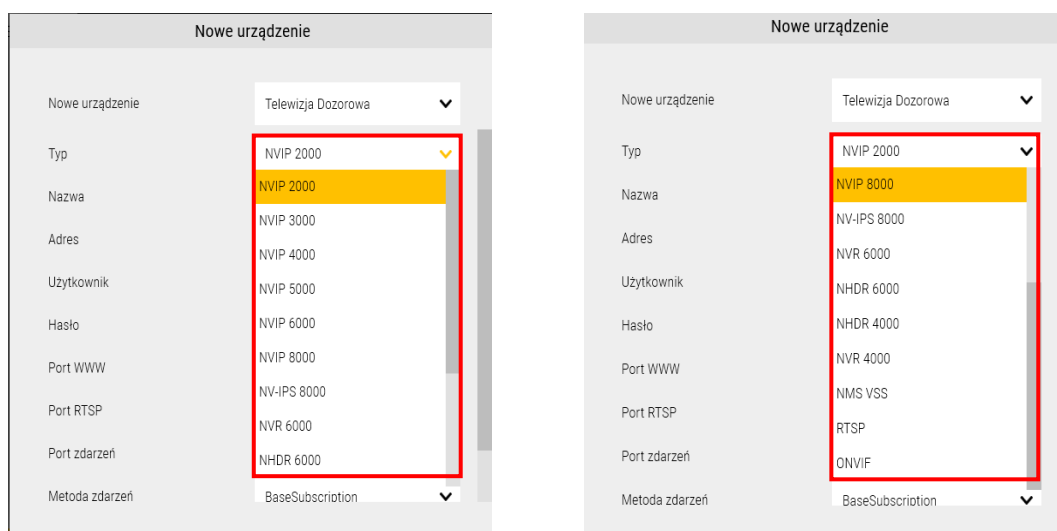 Nowe urządzenie
Nowe urządzenie
Telewizja Dozorowa
Typ
NVIP 2000
NVIP 2000
Nazwa
NVIP 3000
Adres
NVIP 4000
Użytkownik
NVIP 5000
Hasło
NVIP 6000
Port WWW
NVIP 8000
NV-IPS 8000
Port RTSP
NVR 6000
Port zdarzeń
NHDR 6000
Metoda zdarzeń
BaseSubscription
Nowe urządzenie
Nowe urządzenie
Telewizja Dozorowa
Typ
NVIP 2000
NVIP 8000
Nazwa
NV-IPS 8000
Adres
NVR 6000
Użytkownik
NHDR 6000
Hasło
NHDR 4000
Port WWW
NVR 4000
NMS VSS
Port RTSP
RTSP
Port zdarzeń
ONVIF
Metoda zdarzeń
BaseSubscription